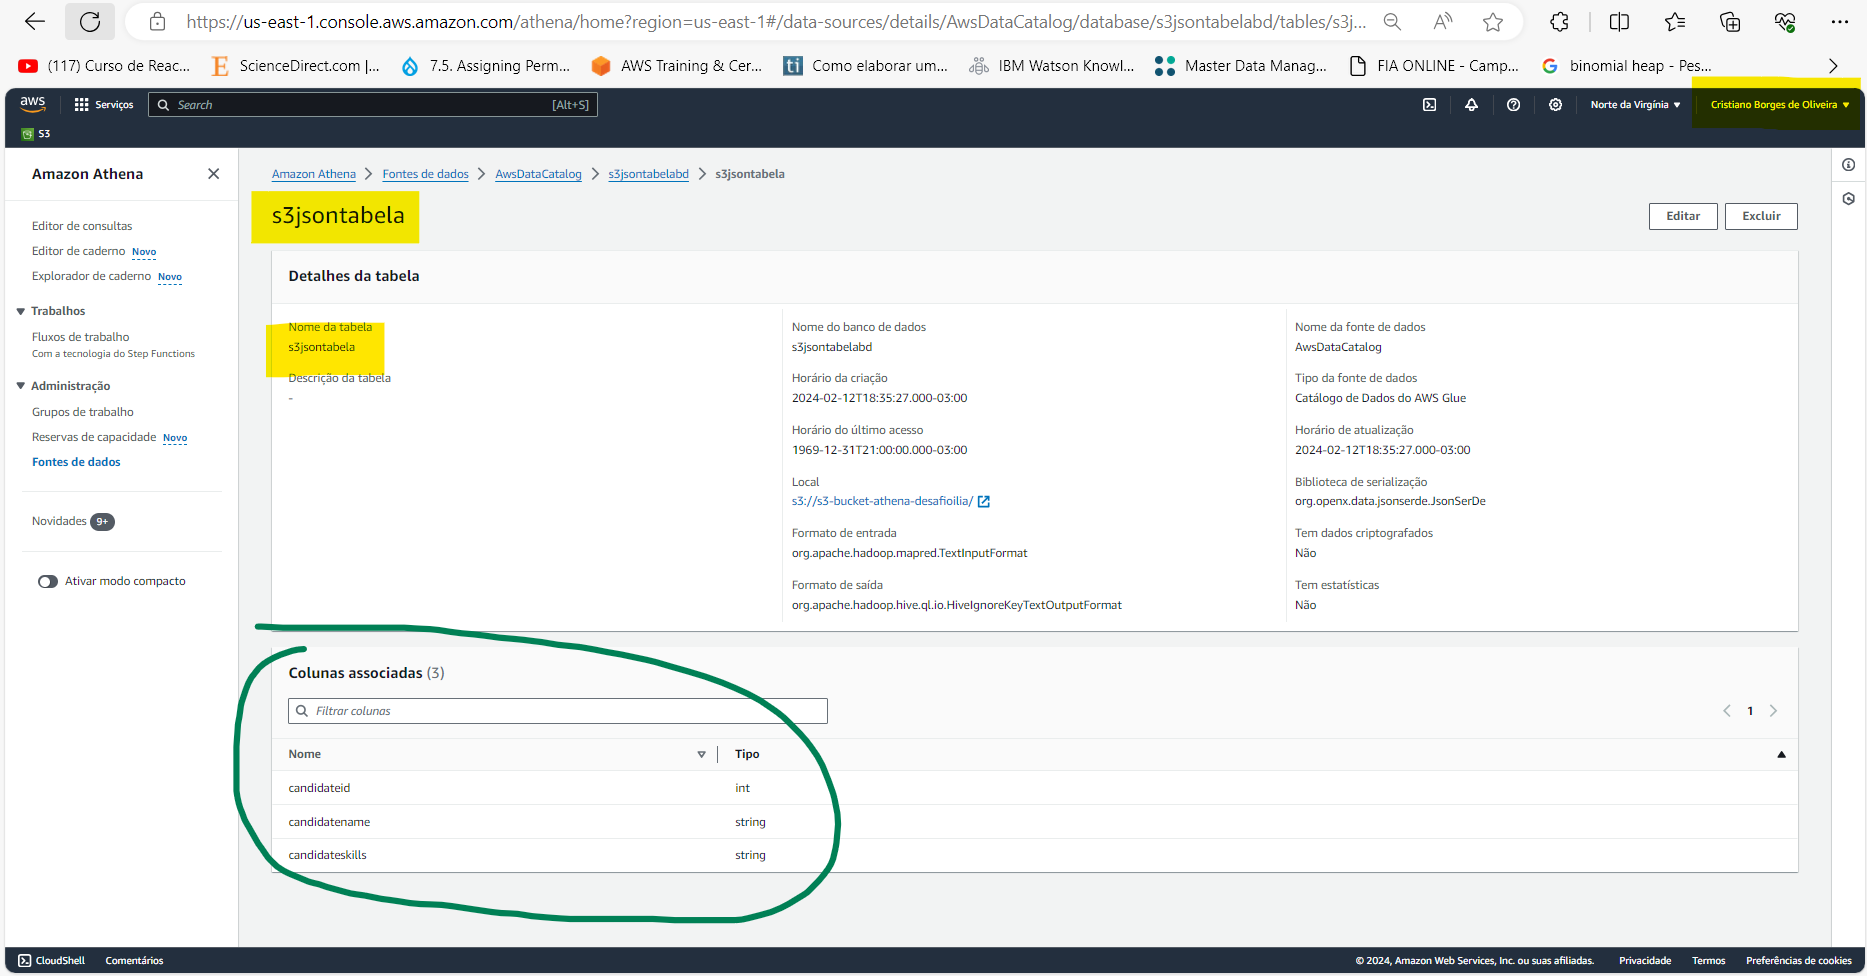 https://us-east-1.console.aws.amazon.com/athena/home?region=us-east-1#/data-sources/details/AwsDataCatalog/database/s3jsontabelabd/tables/s3j...
(117) Curso de Reac... ScienceDirect.com |... 7.5. Assigning Perm... AWS Training & Cer... Como elaborar um... IBM Watson Knowl... Master Data Manag... FIA ONLINE - Camp... binomial heap - Pes...
aws Serviços Search [Alt+S] Norte da Virgínia Cristiano Borges de Oliveira
S3
Amazon Athena
Editor de consultas
Editor de caderno Novo
Explorador de caderno Novo
Trabalhos
Fluxos de trabalho
Com a tecnologia do Step Functions
Administração
Grupos de trabalho
Reservas de capacidade Novo
Fontes de dados
Novidades 9+
Ativar modo compacto
Amazon Athena Fontes de dados AwsDataCatalog s3jsontabelabd s3jsontabela
s3jsontabela
Editar Excluir
Detalhes da tabela
Nome da tabela
s3jsontabela
Descrição da tabela
-
Nome do banco de dados
s3jsontabelabd
Horário da criação
2024-02-12T18:35:27.000-03:00
Horário do último acesso
1969-12-31T21:00:00.000-03:00
Local
s3://s3-bucket-athena-desafioilia/
Formato de entrada
org.apache.hadoop.mapred.TextInputFormat
Formato de saída
org.apache.hadoop.hive.ql.io.HiveIgnoreKeyTextOutputFormat
Nome da fonte de dados
AwsDataCatalog
Tipo da fonte de dados
Catálogo de Dados do AWS Glue
Horário de atualização
2024-02-12T18:35:27.000-03:00
Biblioteca de serialização
org.openx.data.jsonserde.JsonSerDe
Tem dados criptografados
Não
Tem estatísticas
Não
Colunas associadas (3)
Filtrar colunas
1
Nome Tipo
candidateid int
candidatename string
candidateskills string
CloudShell Comentários © 2024, Amazon Web Services, Inc. ou suas afiliadas. Privacidade Termos Preferências de cookies